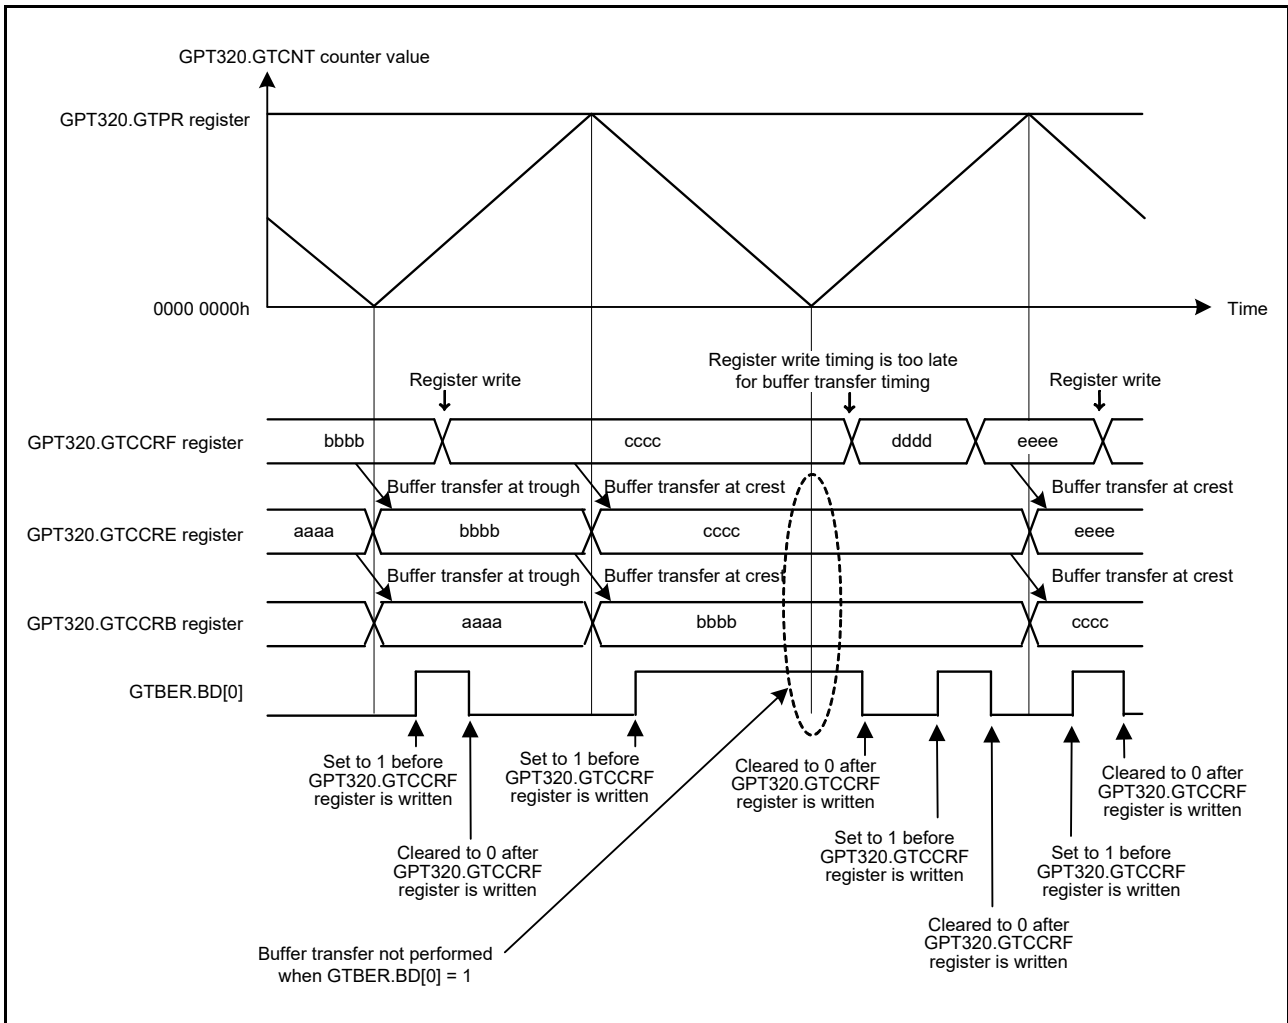 GPT320.GTCNT counter value
GPT320.GTPR register
0000 0000h
Time
Register write
Register write timing is too late
for buffer transfer timing
Register write
GPT320.GTCCRF register
bbbb
cccc
dddd
eeee
Buffer transfer at trough
Buffer transfer at crest
Buffer transfer at crest
GPT320.GTCCRE register
aaaa
bbbb
cccc
eeee
Buffer transfer at trough
Buffer transfer at crest
Buffer transfer at crest
GPT320.GTCCRB register
aaaa
bbbb
cccc
GTBER.BD[0]
Set to 1 before
GPT320.GTCCRF
register is written
Set to 1 before
GPT320.GTCCRF
register is written
Cleared to 0 after
GPT320.GTCCRF
register is written
Cleared to 0 after
GPT320.GTCCRF
register is written
Cleared to 0 after
GPT320.GTCCRF
register is written
Set to 1 before
GPT320.GTCCRF
register is written
Set to 1 before
GPT320.GTCCRF
register is written
Cleared to 0 after
GPT320.GTCCRF
register is written
Buffer transfer not performed
when GTBER.BD[0] = 1